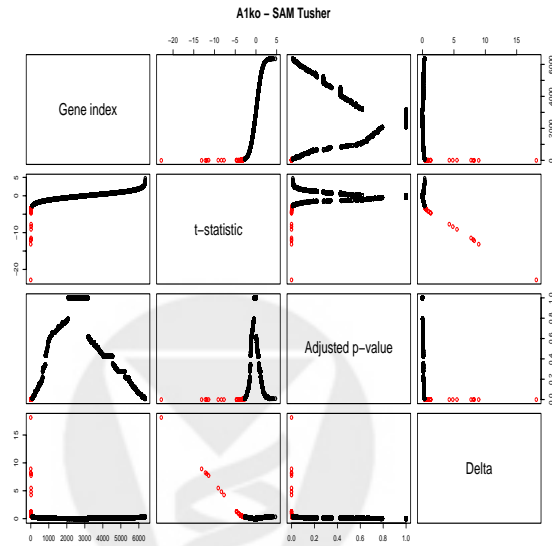 A1ko – SAM Tusher
−20 −15 −10 −5 0 5
0 5 10 15
Gene index
0 2000 4000 6000
−20 −10 0 5
t−statistic
Adjusted p−value
0.0 0.2 0.4 0.6 0.8 1.0
0 5 10 15
Delta
0 1000 2000 3000 4000 5000 6000
0.0 0.2 0.4 0.6 0.8 1.0